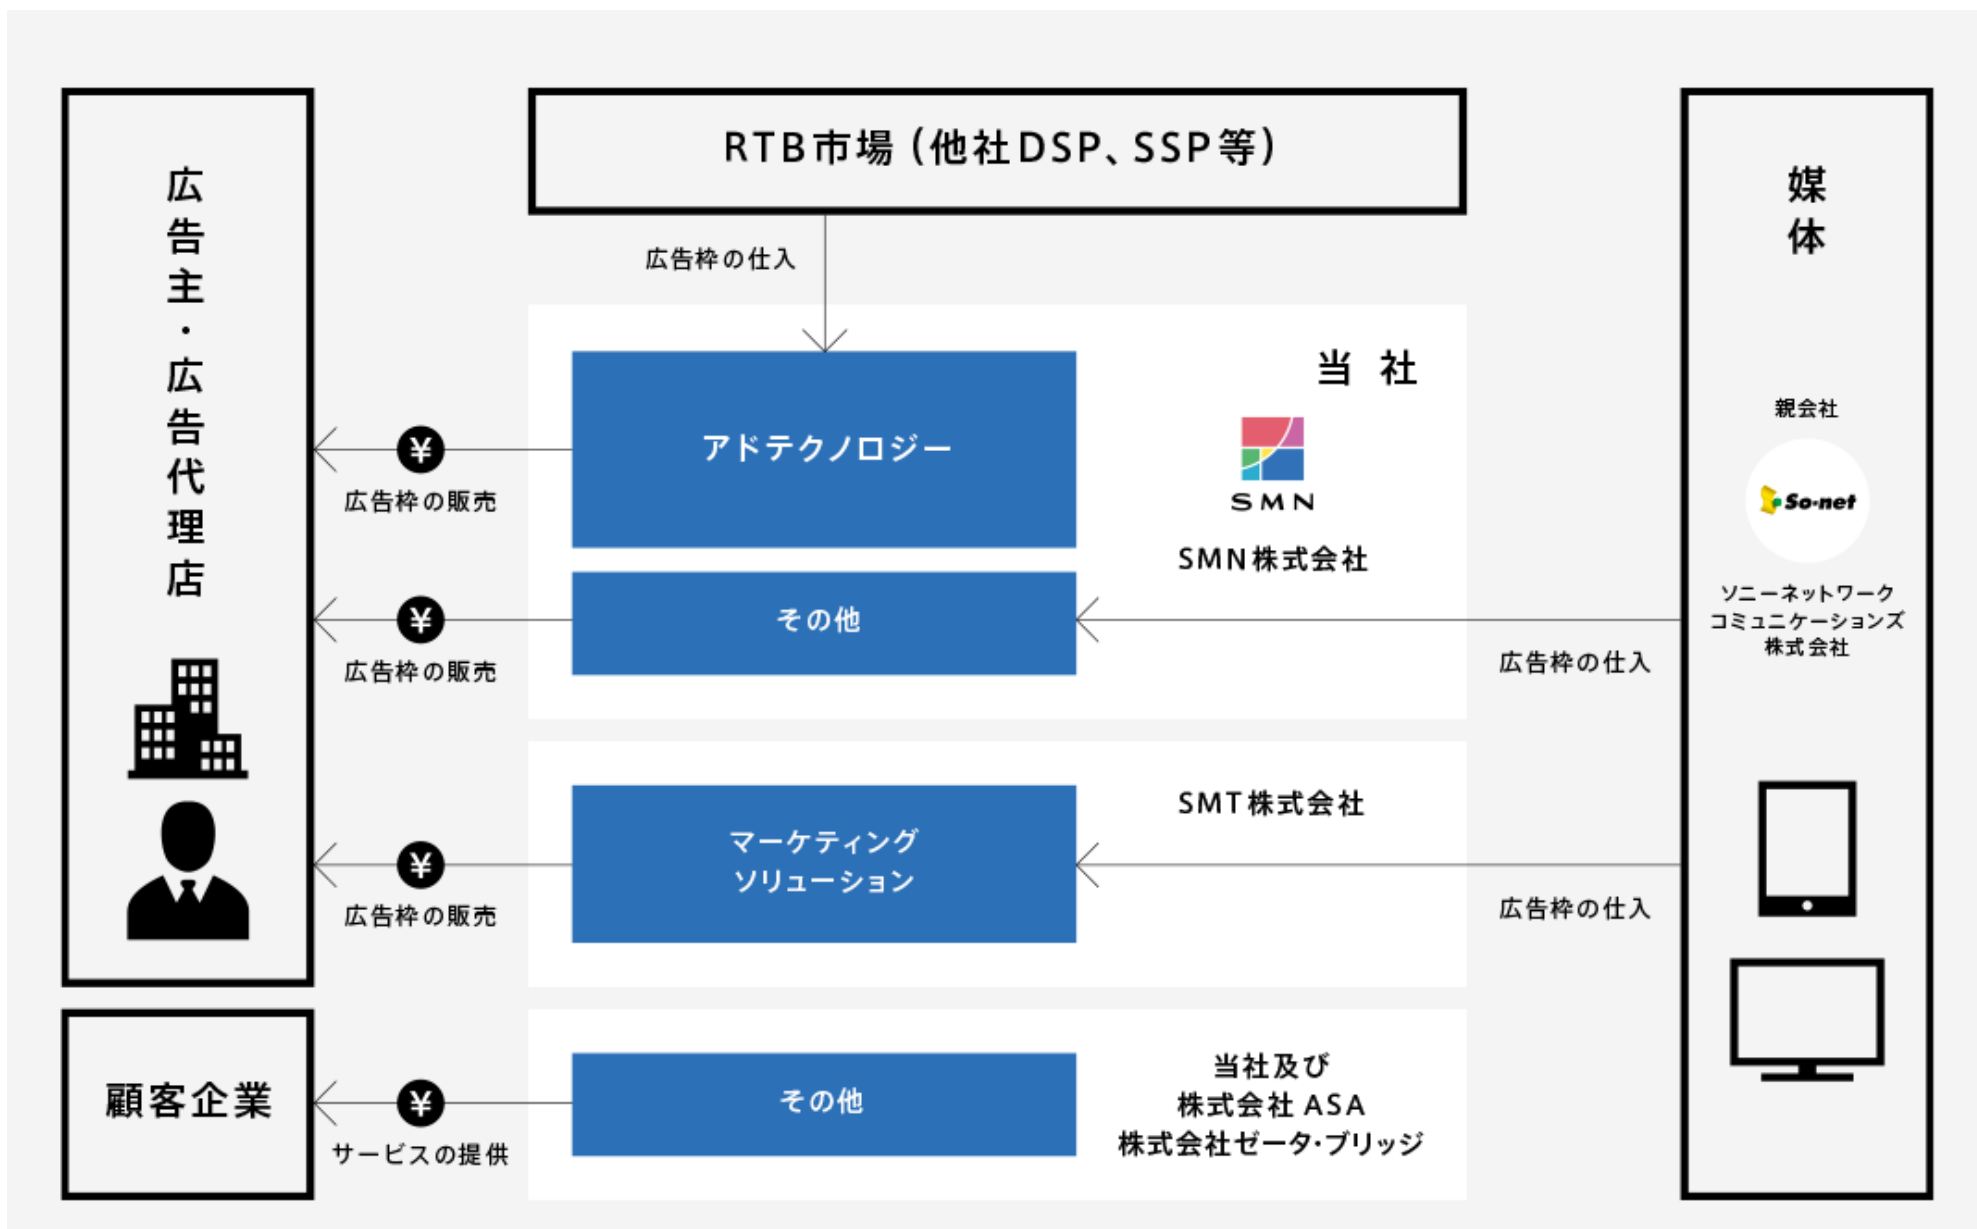 広告主・広告代理店
RTB市場（他社DSP、SSP等）
広告枠の仕入
アドテクノロジー
¥
広告枠の販売
当社
SMN
SMN株式会社
その他
¥
広告枠の販売
広告枠の仕入
マーケティング
ソリューション
¥
広告枠の販売
SMT株式会社
広告枠の仕入
顧客企業
¥
サービスの提供
その他
当社及び
株式会社ASA
株式会社ゼータ・ブリッジ
媒体
親会社
So-net
ソニーネットワーク
コミュニケーションズ
株式会社